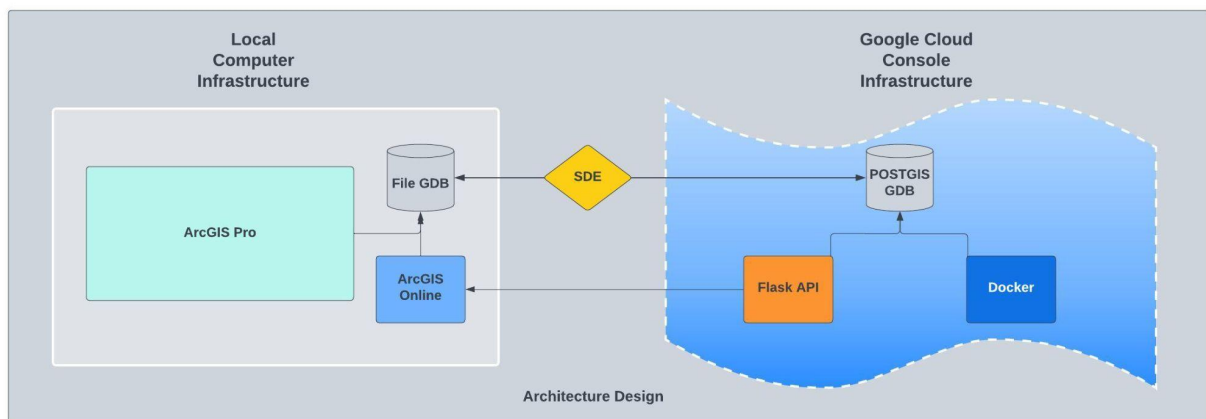 Local
Computer
Infrastructure
Google Cloud
Console
Infrastructure
File GDB
SDE
POSTGIS
GDB
ArcGIS Pro
ArcGIS
Online
Flask API
Docker
Architecture Design